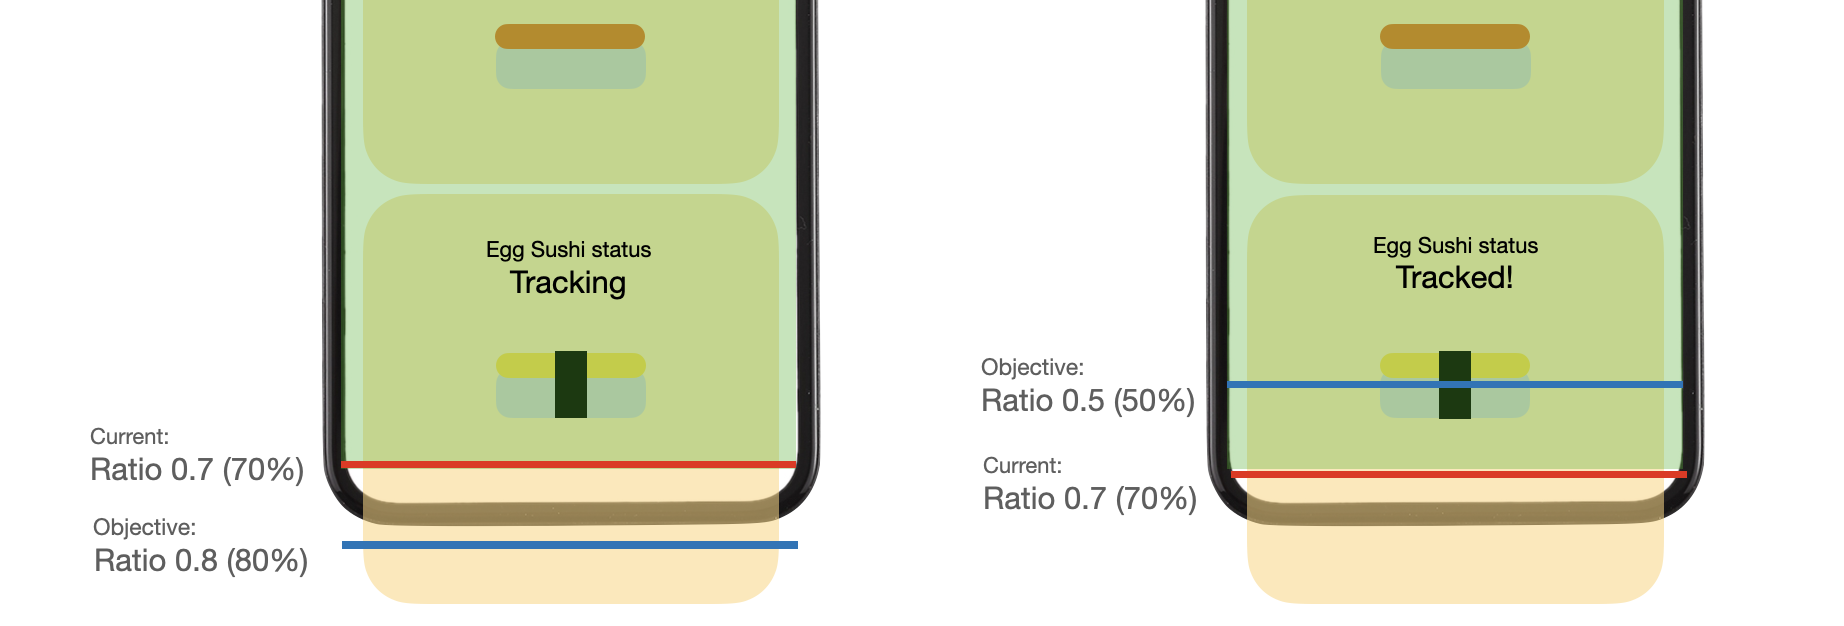 Egg Sushi status
Tracking
Current:
Ratio 0.7 (70%)
Objective:
Ratio 0.8 (80%)
Egg Sushi status
Tracked!
Objective:
Ratio 0.5 (50%)
Current:
Ratio 0.7 (70%)